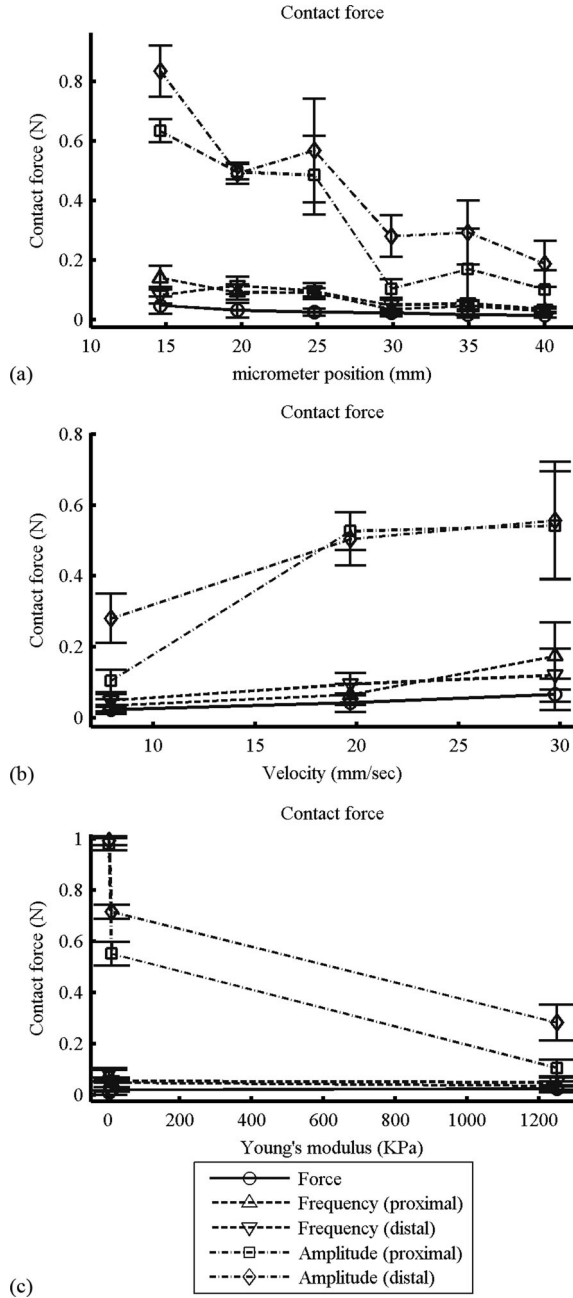 Contact force
0.8
0.6
0.4
0.2
0
Contact force (N)
10 15 20 25 30 35 40
(a)
micrometer position (mm)
Contact force
0.8
0.6
0.4
0.2
0
Contact force (N)
10 15 20 25 30
(b)
Velocity (mm/sec)
Contact force
1
0.8
0.6
0.4
0.2
0
Contact force (N)
0 200 400 600 800 1000 1200
Young's modulus (KPa)
Force
Frequency (proximal)
Frequency (distal)
Amplitude (proximal)
Amplitude (distal)
(c)